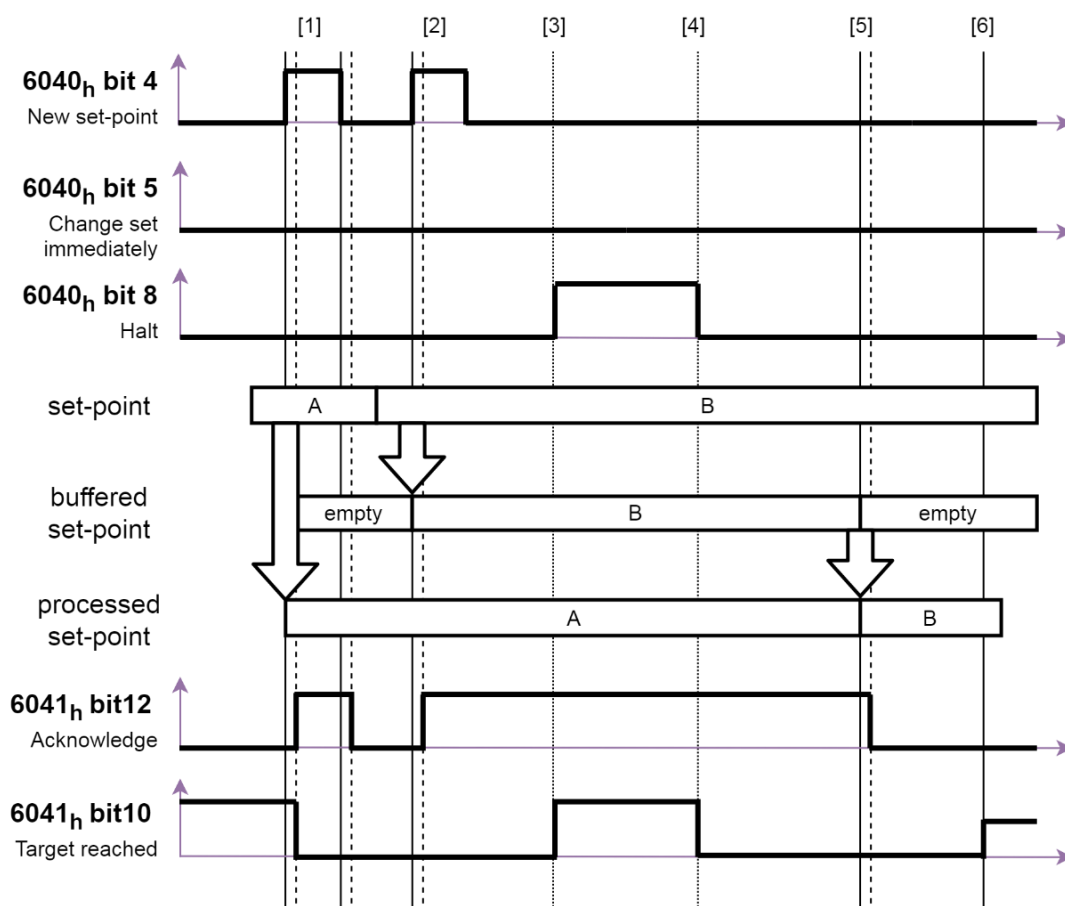 [1] [2] [3] [4] [5] [6]
6040h bit 4
New set-point
6040h bit 5
Change set
immediately
6040h bit 8
Halt
set-point A B
buffered
set-point empty B empty
processed
set-point A B
6041h bit12
Acknowledge
6041h bit10
Target reached